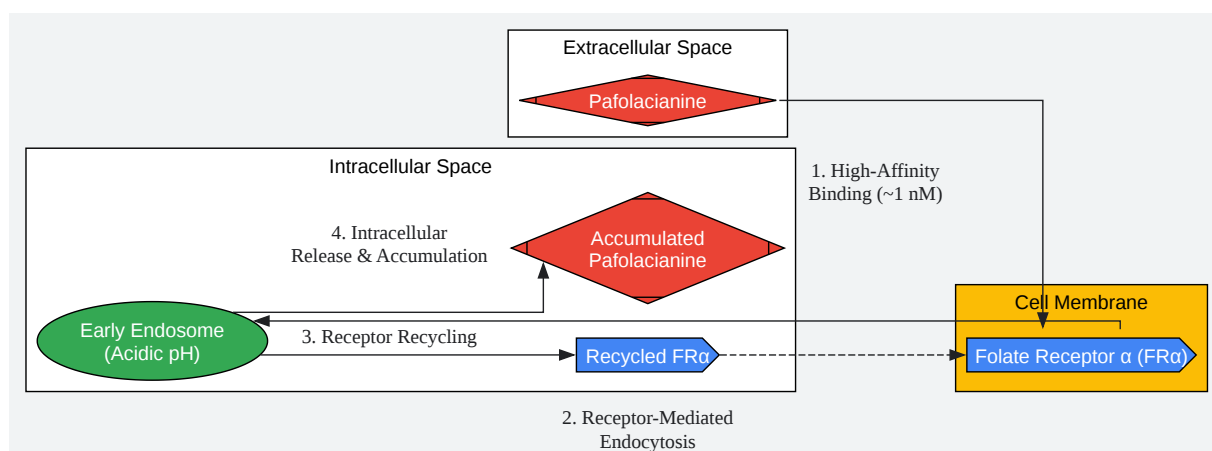 Extracellular Space
Pafolacianine
Intracellular Space
1. High-Affinity
Binding (~1 nM)
4. Intracellular
Release & Accumulation
Accumulated
Pafolacianine
Cell Membrane
Early Endosome
(Acidic pH)
3. Receptor Recycling
Recycled FRα
Folate Receptor α (FRα)
2. Receptor-Mediated
Endocytosis